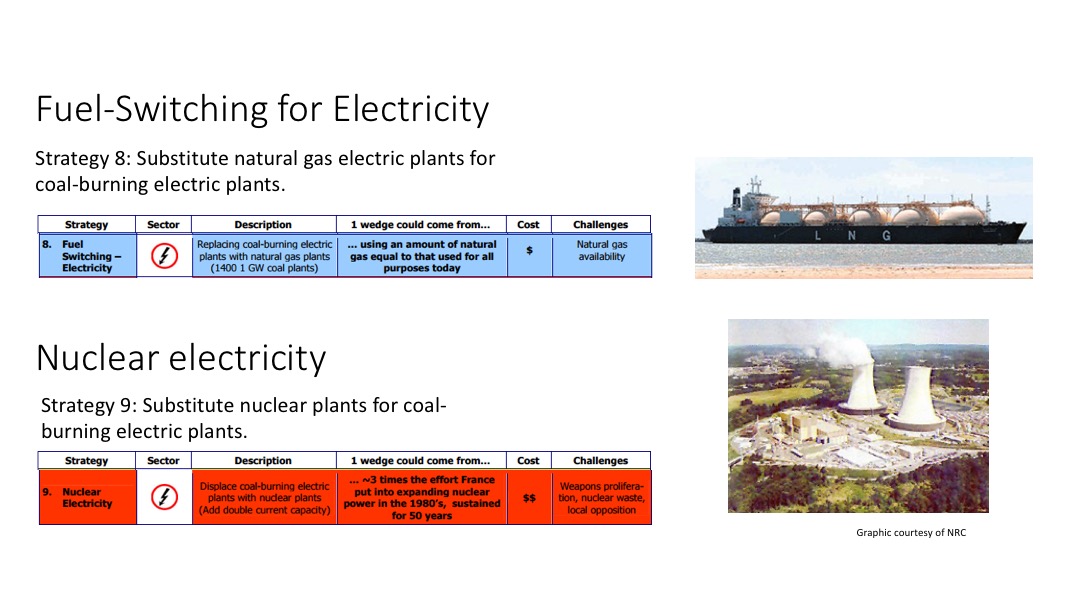 Fuel-Switching for Electricity
Strategy 8: Substitute natural gas electric plants for
coal-burning electric plants.
Strategy Sector Description 1 wedge could come from... Cost Challenges
8. Fuel
Switching –
Electricity
Replacing coal-burning electric
plants with natural gas plants
(1400 1 GW coal plants)
... using an amount of natural
gas equal to that used for all
purposes today
$
Natural gas
availability
L N G
Nuclear electricity
Strategy 9: Substitute nuclear plants for coal-
burning electric plants.
Strategy Sector Description 1 wedge could come from... Cost Challenges
9. Nuclear
Electricity
Displace coal-burning electric
plants with nuclear plants
(Add double current capacity)
... ~3 times the effort France
put into expanding nuclear
power in the 1980's, sustained
for 50 years
$$
Weapons prolifera-
tion, nuclear waste,
local opposition
Graphic courtesy of NRC